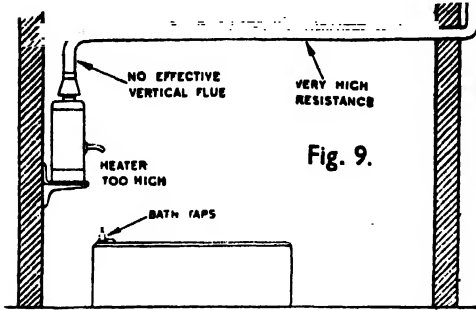 NO EFFECTIVE
VERTICAL FLUE
VERY HIGH
RESISTANCE
Fig. 9.
HEATER
TOO HIGH
BATH TAPS